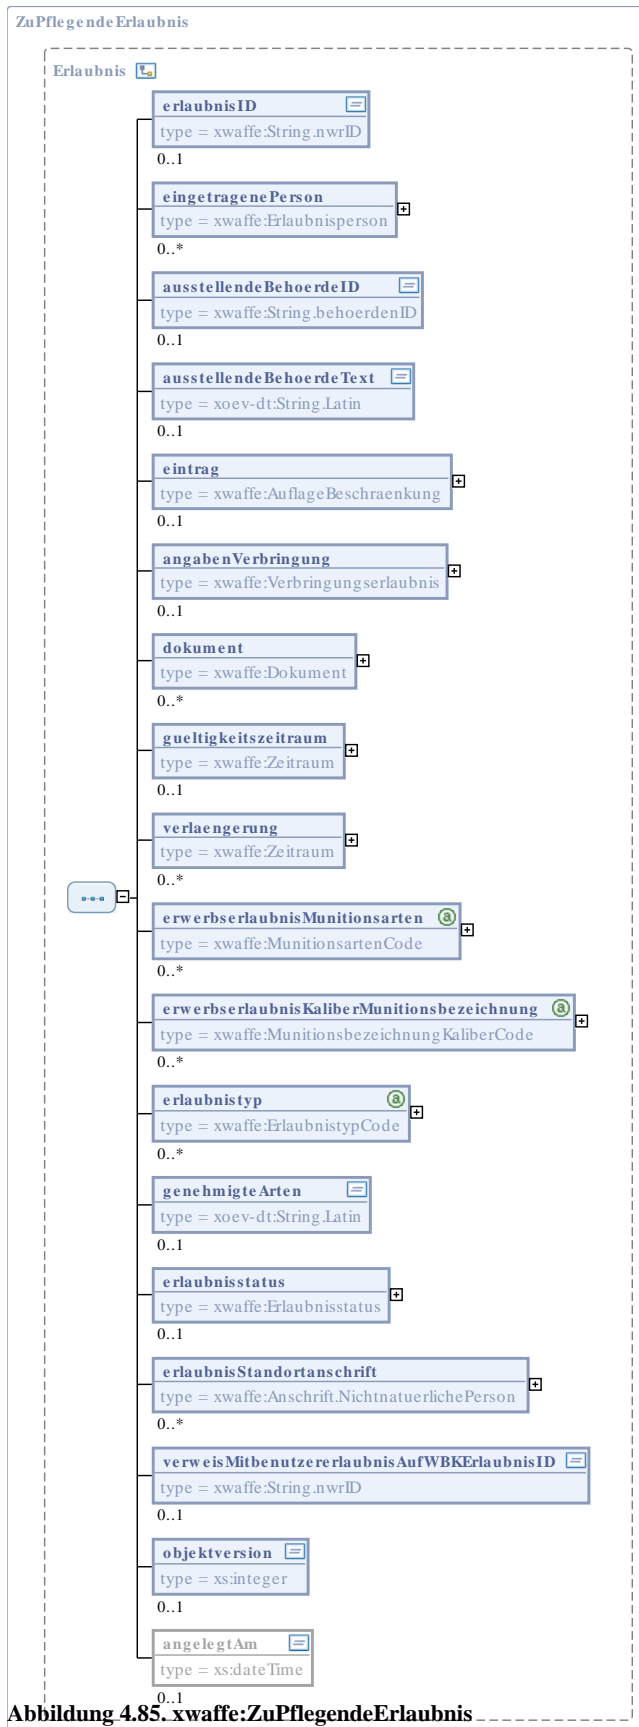 ZuPflegendeErlaubnis
Erlaubnis
erlaubnisID
type = xwaffe:String.nwrID
0..1
eingetragenePerson
type = xwaffe:Erlaubnisperson
0..*
ausstellendeBehoerdeID
type = xwaffe:String.behoerdenID
0..1
ausstellendeBehoerdeText
type = xoev-dt:String.Latin
0..1
eintrag
type = xwaffe:AuflageBeschraenkung
0..1
angabenVerbringung
type = xwaffe:Verbringungserlaubnis
0..1
dokument
type = xwaffe:Dokument
0..*
gueltigkeitszeitraum
type = xwaffe:Zeitraum
0..1
verlaengerung
type = xwaffe:Zeitraum
0..*
erwerbserlaubnisMunitionsarten
type = xwaffe:MunitionsartenCode
0..*
erwerbserlaubnisKaliberMunitionsbezeichnung
type = xwaffe:MunitionsbezeichnungKaliberCode
0..*
erlaubnistyp
type = xwaffe:ErlaubnistypCode
0..*
genehmigteArten
type = xoev-dt:String.Latin
0..1
erlaubnisstatus
type = xwaffe:Erlaubnisstatus
0..1
erlaubnisStandortanschrift
type = xwaffe:Anschrift.NichtnatuerlichePerson
0..*
verweisMitbenutzererlaubnisAufWBKErlaubnisID
type = xwaffe:String.nwrID
0..1
objektversion
type = xs:integer
0..1
angelegtAm
type = xs:dateTime
0..1
Abbildung 4.85. xwaffe:ZuPflegendeErlaubnis